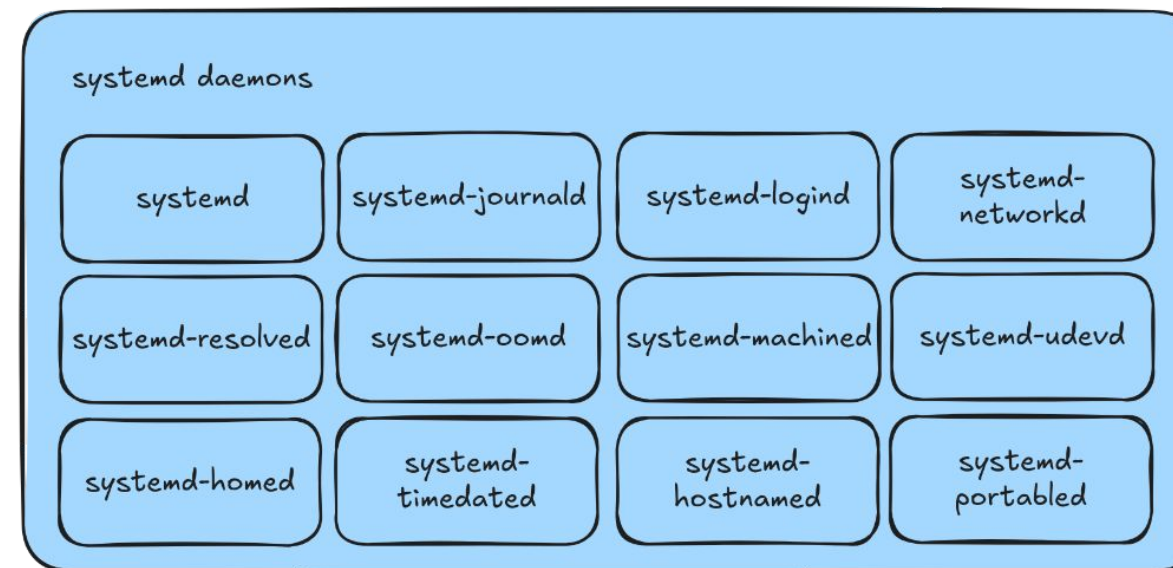 systemd daemons
systemd
systemd-journald
systemd-logind
systemd-
networkd
systemd-resolved
systemd-oomd
systemd-machined
systemd-udevd
systemd-homed
systemd-
timedated
systemd-
hostnamed
systemd-
portabled